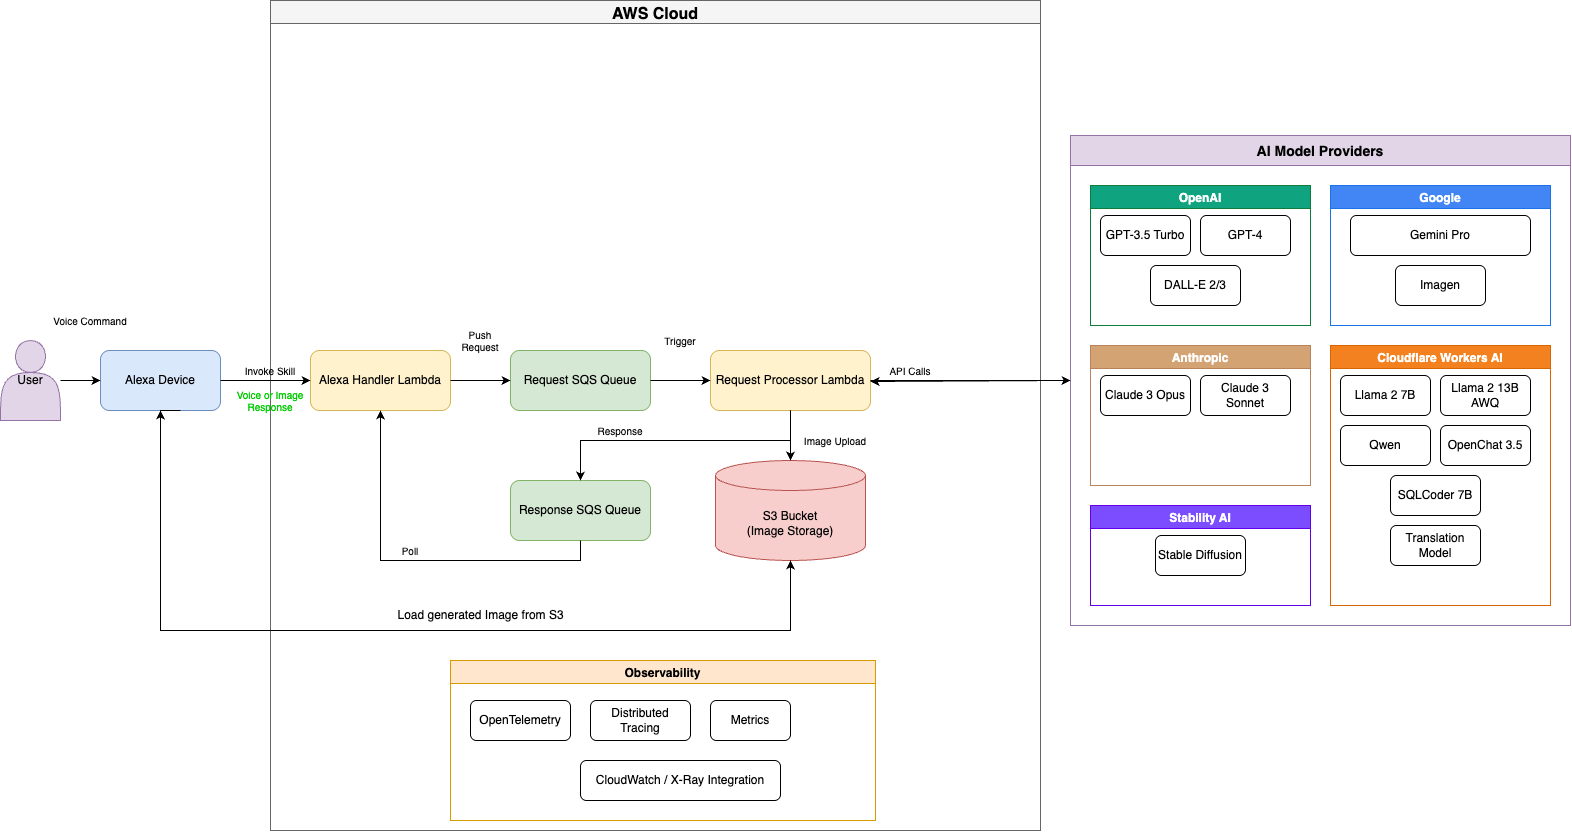 AWS Cloud
AI Model Providers
OpenAI
GPT-3.5 Turbo
GPT-4
DALL-E 2/3
Google
Gemini Pro
Imagen
Anthropic
Claude 3 Opus
Claude 3
Sonnet
Cloudflare Workers AI
Llama 2 7B
Llama 2 13B
AWQ
Qwen
OpenChat 3.5
SQLCoder 7B
Translation
Model
Stability AI
Stable Diffusion
Voice Command
User
Alexa Device
Invoke Skill
Voice or Image
Response
Alexa Handler Lambda
Push
Request
Request SQS Queue
Trigger
Request Processor Lambda
API Calls
Response
Image Upload
Response SQS Queue
S3 Bucket
(Image Storage)
Poll
Load generated Image from S3
Observability
OpenTelemetry
Distributed
Tracing
Metrics
CloudWatch / X-Ray Integration